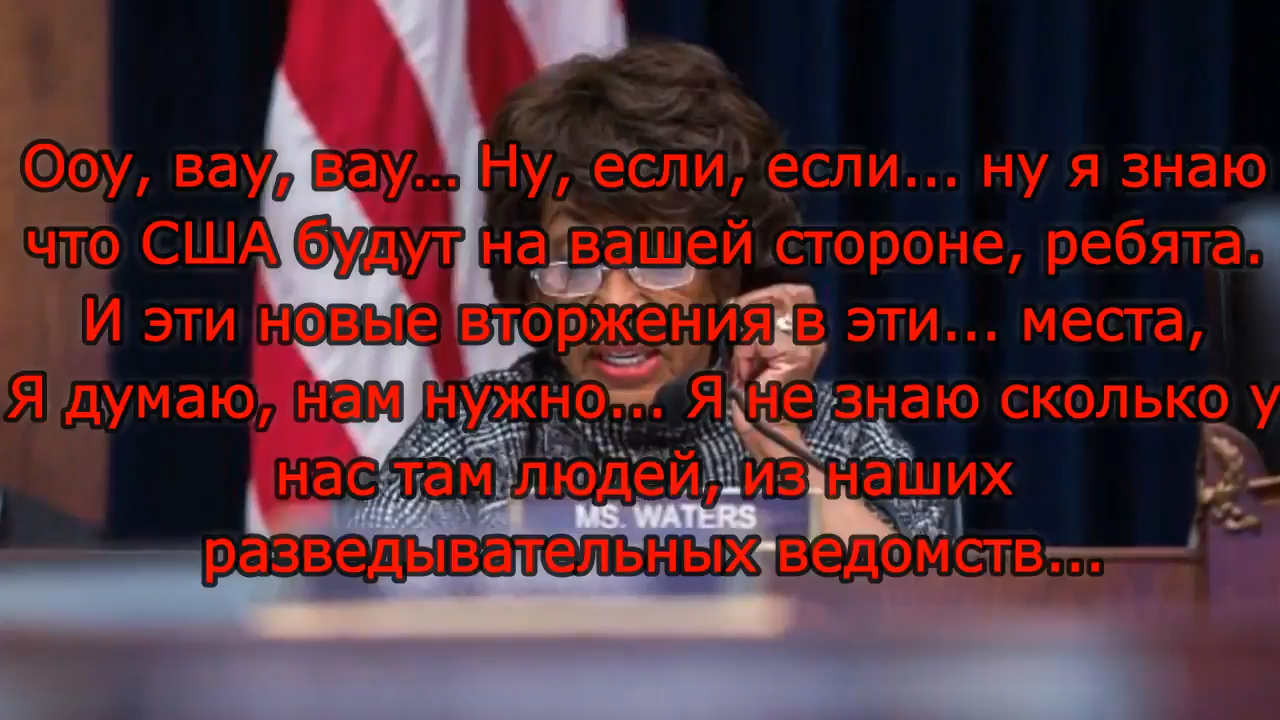 Ооу, вау, вау... Ну, если, если... ну я знаю
что США будут на вашей стороне, ребята.
И эти новые вторжения в эти... места,
Я думаю, нам нужно... Я не знаю сколько у
нас там людей, из наших
MS. WATERS
разведывательных ведомств...